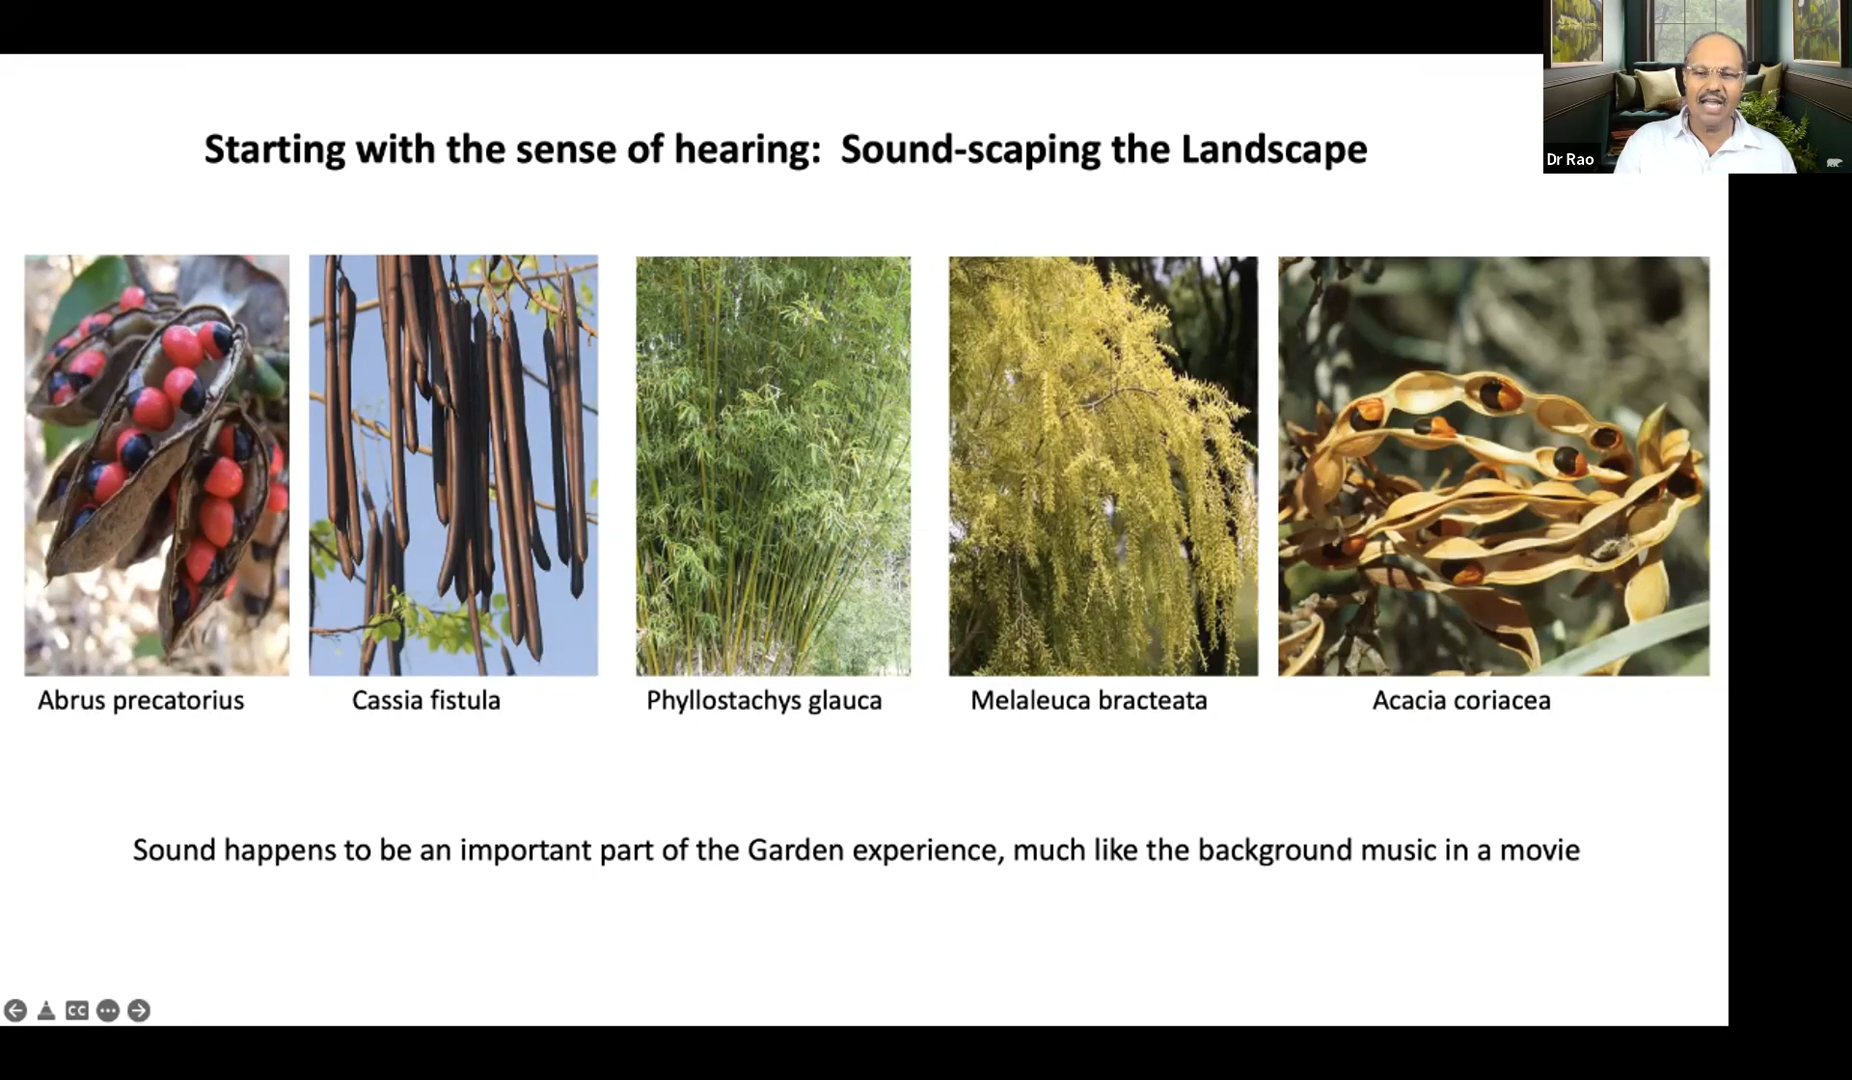 Dr Rao
Starting with the sense of hearing:  Sound-scaping the Landscape
Abrus precatorius
Cassia fistula
Phyllostachys glauca
Melaleuca bracteata
Acacia coriacea
Sound happens to be an important part of the Garden experience, much like the background music in a movie
CC